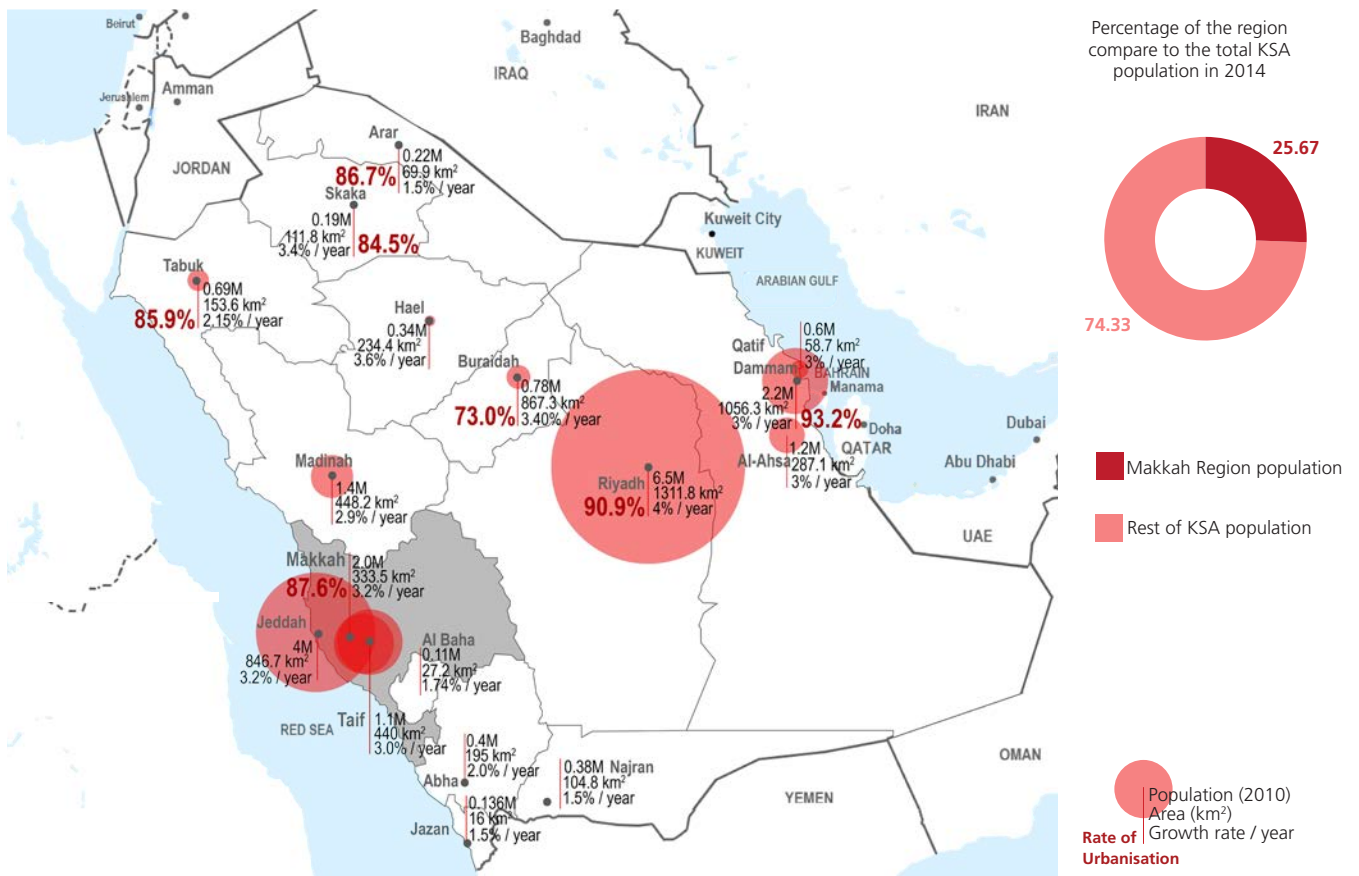 Beirut
Baghdad
IRAQ
Amman
Jerusalem
IRAN
Arar
0.22M
69.9 km²
1.5% / year
86.7%
JORDAN
Skaka
0.19M
411.8 km²
3.4% / year
84.5%
Kuwait City
KUWEIT
ARABIAN GULF
Tabuk
0.69M
153.6 km²
2.15% / year
85.9%
Hael
0.34M
234.4 km²
3.6% / year
Buraidah
0.78M
867.3 km²
3.40% / year
73.0%
Qatif
0.6M
58.7 km²
3% / year
Dammam
BAHRAIN
Manama
2.2M
1056.3 km²
3% / year
93.2%
Doha
QATAR
Dubai
Abu Dhabi
UAE
Al-Ahsa
1.2M
287.1 km²
3% / year
Madinah
1.4M
448.2 km²
2.9% / year
Riyadh
6.5M
1311.8 km²
4% / year
90.9%
Makkah
2.0M
333.5 km²
3.2% / year
87.6%
Jeddah
4M
846.7 km²
3.2% / year
Al Baha
0.11M
27.2 km²
1.74% / year
RED SEA
Taif
1.1M
440 km²
3.0% / year
0.4M
195 km²
2.0% / year
Abha
0.38M Najran
104.8 km²
1.5% / year
0.136M
16 km²
1.5% / year
Jazan
YEMEN
OMAN
Percentage of the region
compare to the total KSA
population in 2014
25.67
74.33
Makkah Region population
Rest of KSA population
Population (2010)
Area (km²)
Growth rate / year
Rate of
Urbanisation